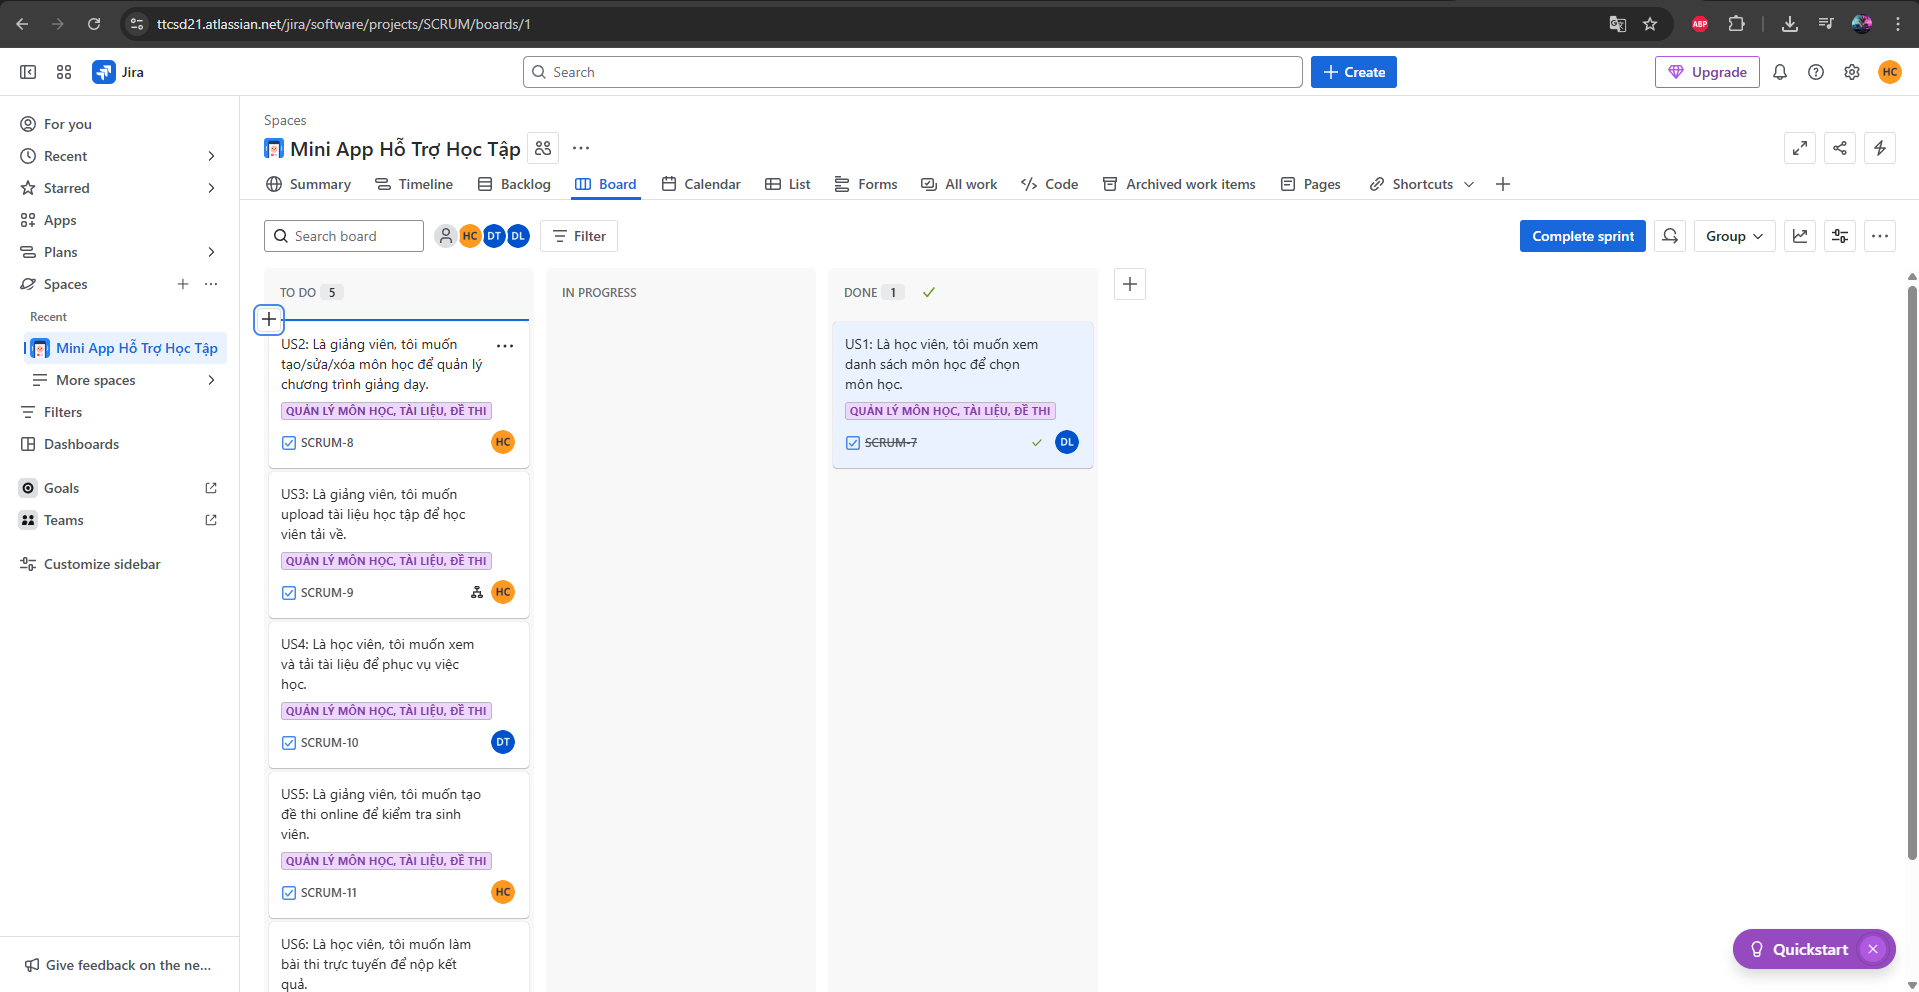 ttcsd21.atlassian.net/jira/software/projects/SCRUM/boards/1
ABP
Jira
Search
Create
Upgrade
HC
For you
Recent
Starred
Apps
Plans
Spaces
Recent
Mini App Hỗ Trợ Học Tập
More spaces
Filters
Dashboards
Goals
Teams
Customize sidebar
Give feedback on the ne...
Spaces
Mini App Hỗ Trợ Học Tập
Summary
Timeline
Backlog
Board
Calendar
List
Forms
All work
Code
Archived work items
Pages
Shortcuts
Search board
HC
DT
DL
Filter
Complete sprint
Group
TO DO 5
US2: Là giảng viên, tôi muốn
tạo/sửa/xóa môn học để quản lý
chương trình giảng dạy.
QUẢN LÝ MÔN HỌC, TÀI LIỆU, ĐỀ THI
SCRUM-8
HC
US3: Là giảng viên, tôi muốn
upload tài liệu học tập để học
viên tải về.
QUẢN LÝ MÔN HỌC, TÀI LIỆU, ĐỀ THI
SCRUM-9
HC
US4: Là học viên, tôi muốn xem
và tải tài liệu để phục vụ việc
học.
QUẢN LÝ MÔN HỌC, TÀI LIỆU, ĐỀ THI
SCRUM-10
DT
US5: Là giảng viên, tôi muốn tạo
đề thi online để kiểm tra sinh
viên.
QUẢN LÝ MÔN HỌC, TÀI LIỆU, ĐỀ THI
SCRUM-11
HC
US6: Là học viên, tôi muốn làm
bài thi trực tuyến để nộp kết
quả.
IN PROGRESS
DONE 1
US1: Là học viên, tôi muốn xem
danh sách môn học để chọn
môn học.
QUẢN LÝ MÔN HỌC, TÀI LIỆU, ĐỀ THI
SCRUM-7
DL
Quickstart